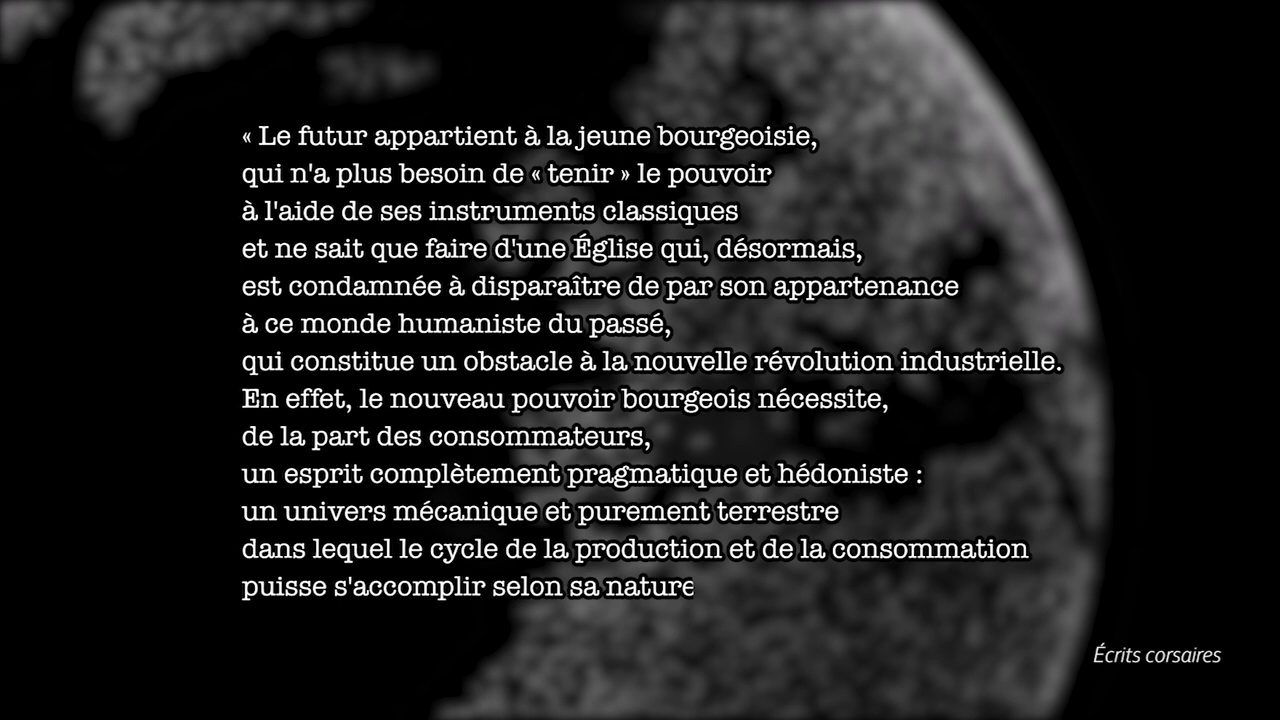 « Le futur appartient à la jeune bourgeoisie,
qui n'a plus besoin de « tenir » le pouvoir
à l'aide de ses instruments classiques
et ne sait que faire d'une Église qui, désormais,
est condamnée à disparaître de par son appartenance
à ce monde humaniste du passé,
qui constitue un obstacle à la nouvelle révolution industrielle.
En effet, le nouveau pouvoir bourgeois nécessite,
de la part des consommateurs,
un esprit complètement pragmatique et hédoniste :
un univers mécanique et purement terrestre
dans lequel le cycle de la production et de la consommation
puisse s'accomplir selon sa nature
Écrits corsaires